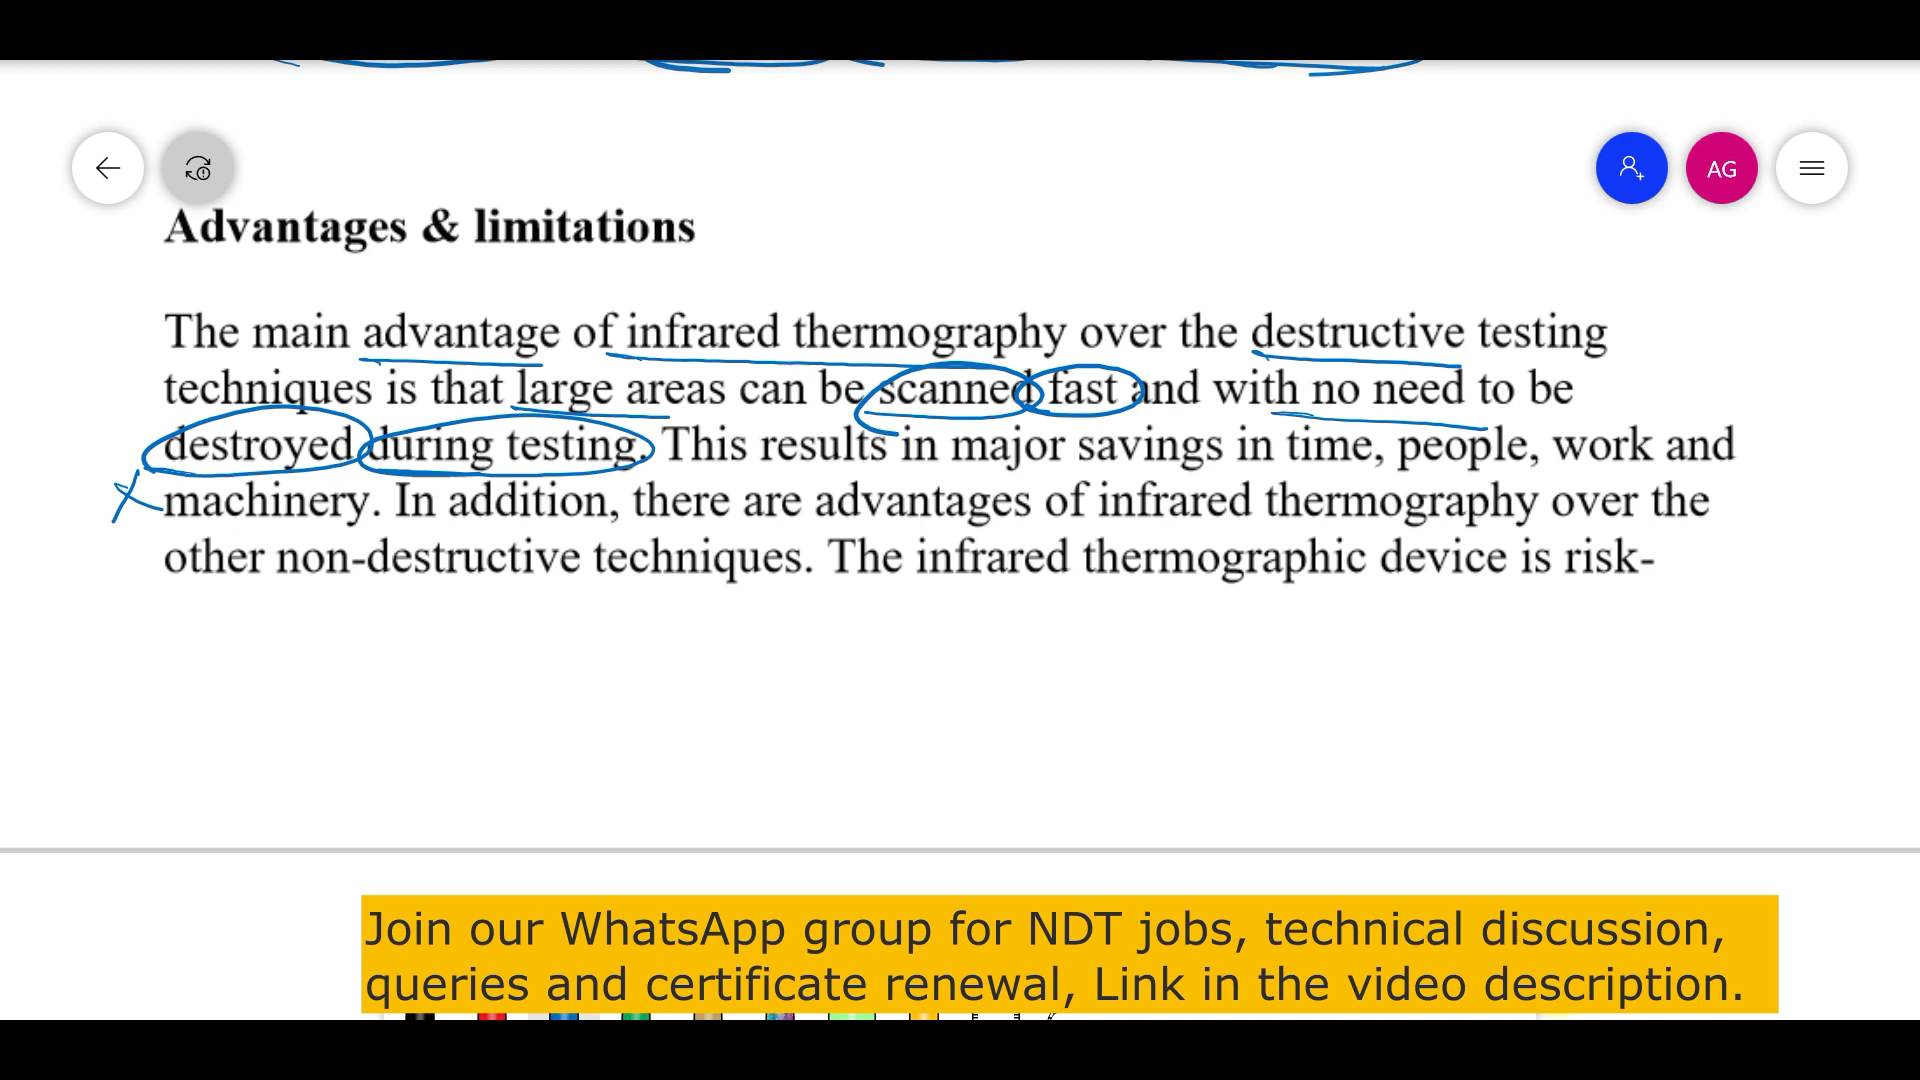 AG
Advantages & limitations
The main advantage of infrared thermography over the destructive testing
techniques is that large areas can be scanned fast and with no need to be
destroyed during testing. This results in major savings in time, people, work and
machinery. In addition, there are advantages of infrared thermography over the
other non-destructive techniques. The infrared thermographic device is risk-
Join our WhatsApp group for NDT jobs, technical discussion,
queries and certificate renewal, Link in the video description.